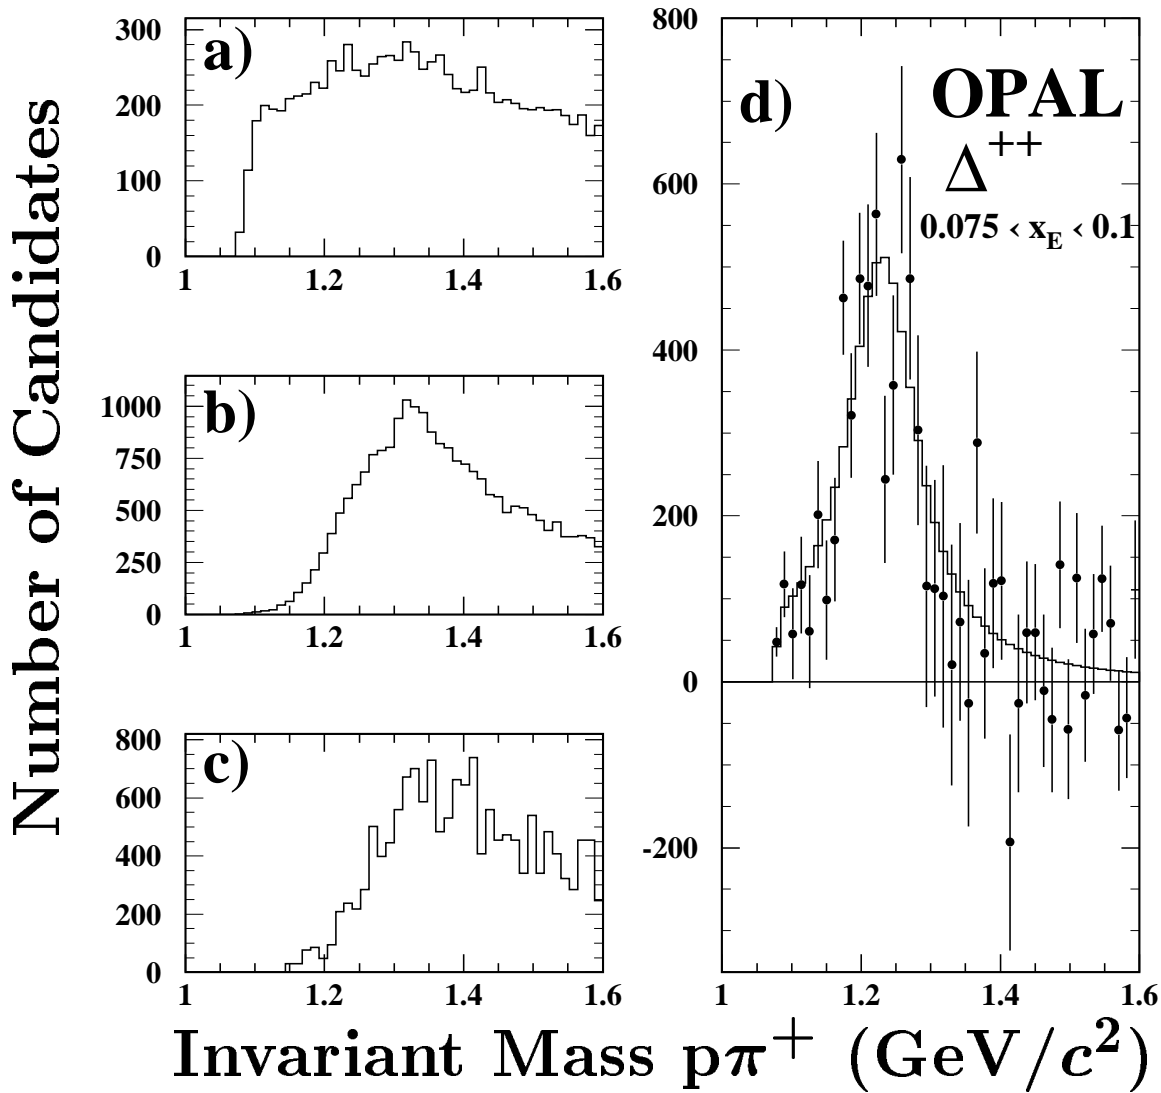 Number of Candidates
a)
300
200
100
0
1 1.2 1.4 1.6
b)
1000
750
500
250
0
1 1.2 1.4 1.6
c)
800
600
400
200
0
1 1.2 1.4 1.6
d)
OPAL
Δ++
0.075 < xE < 0.1
800
600
400
200
0
-200
1 1.2 1.4 1.6
Invariant Mass pπ+ (GeV/c2)